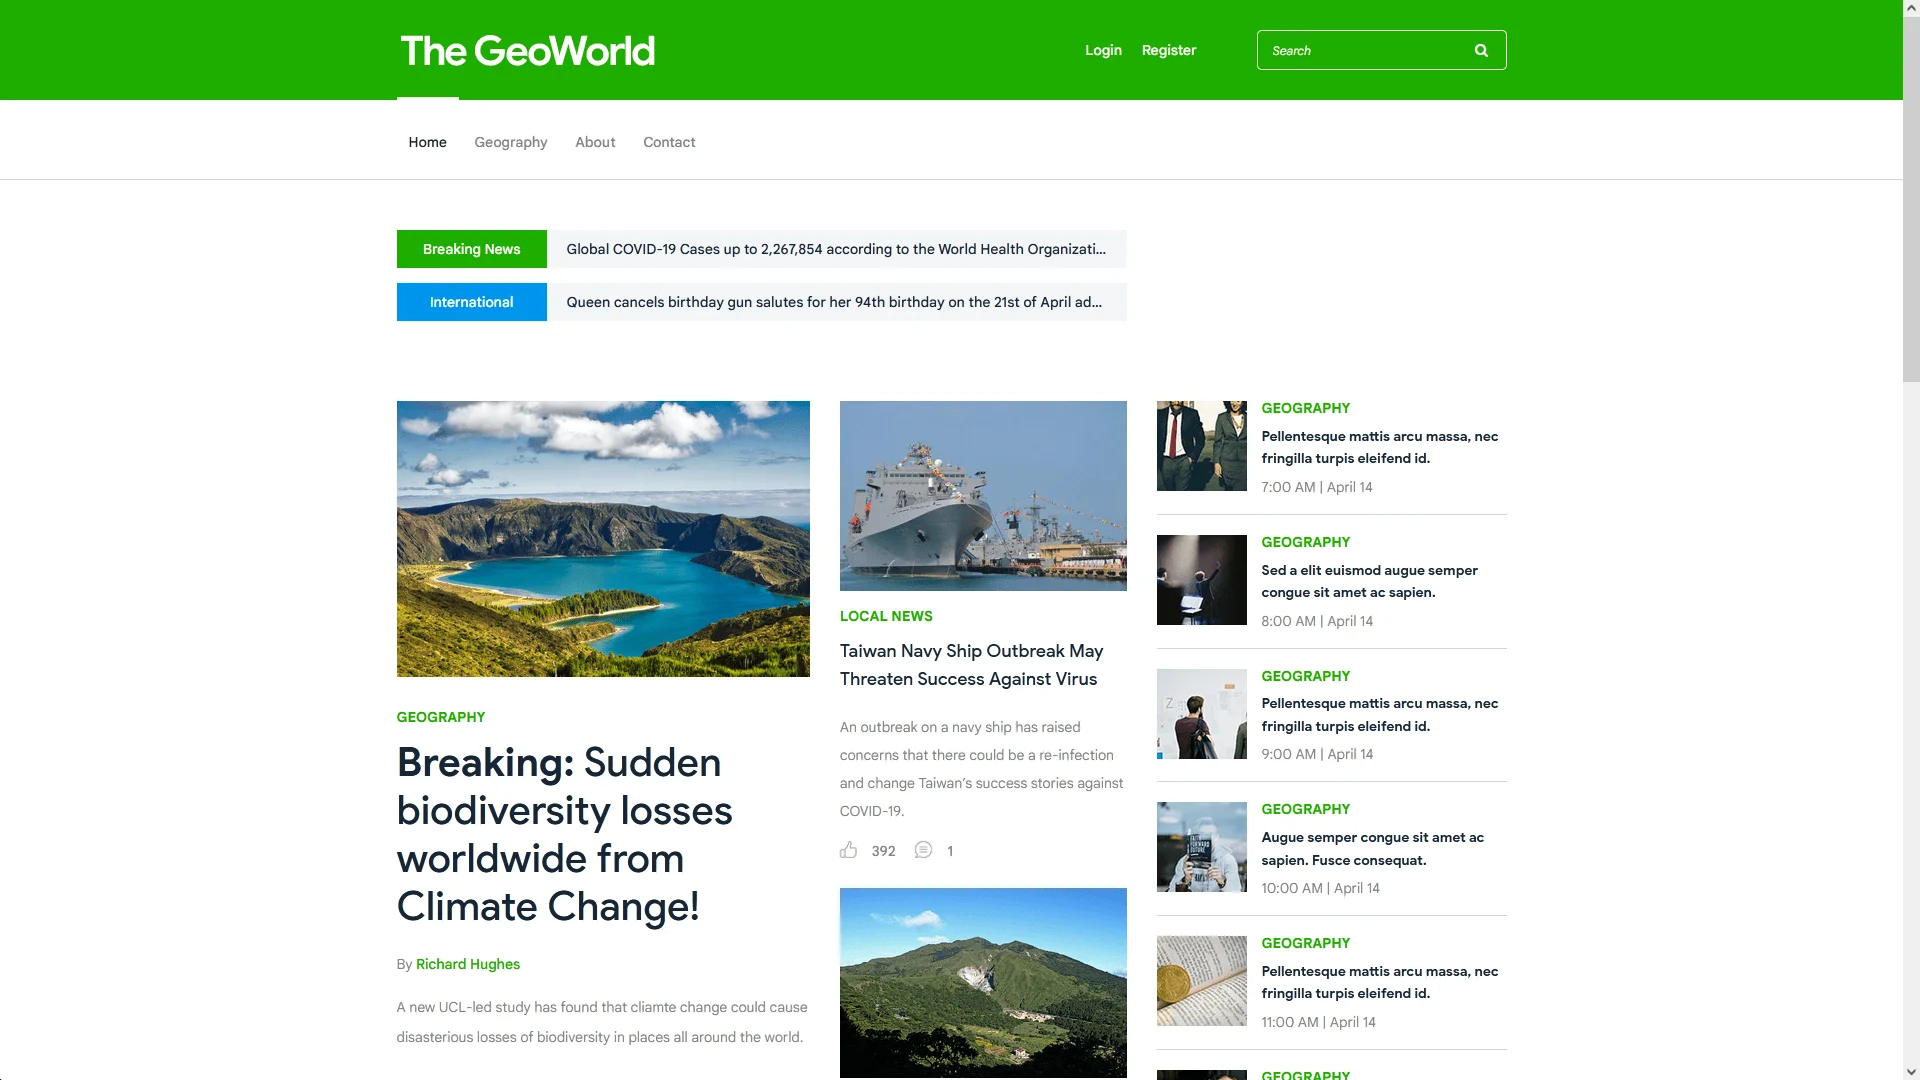 The GeoWorld
Login
Register
Search
Home
Geography
About
Contact
Breaking News
Global COVID-19 Cases up to 2,267,854 according to the World Health Organizati...
International
Queen cancels birthday gun salutes for her 94th birthday on the 21st of April ad...
GEOGRAPHY
Breaking: Sudden
biodiversity losses
worldwide from
Climate Change!
By Richard Hughes
A new UCL-led study has found that cliamte change could cause
disasterious losses of biodiversity in places all around the world.
LOCAL NEWS
Taiwan Navy Ship Outbreak May
Threaten Success Against Virus
An outbreak on a navy ship has raised
concerns that there could be a re-infection
and change Taiwan's success stories against
COVID-19.
392
1
GEOGRAPHY
Pellentesque mattis arcu massa, nec
fringilla turpis eleifend id.
7:00 AM | April 14
GEOGRAPHY
Sed a elit euismod augue semper
congue sit amet ac sapien.
8:00 AM | April 14
GEOGRAPHY
Pellentesque mattis arcu massa, nec
fringilla turpis eleifend id.
9:00 AM | April 14
GEOGRAPHY
Augue semper congue sit amet ac
sapien. Fusce consequat.
10:00 AM | April 14
GEOGRAPHY
Pellentesque mattis arcu massa, nec
fringilla turpis eleifend id.
11:00 AM | April 14
GEOGRAPHY